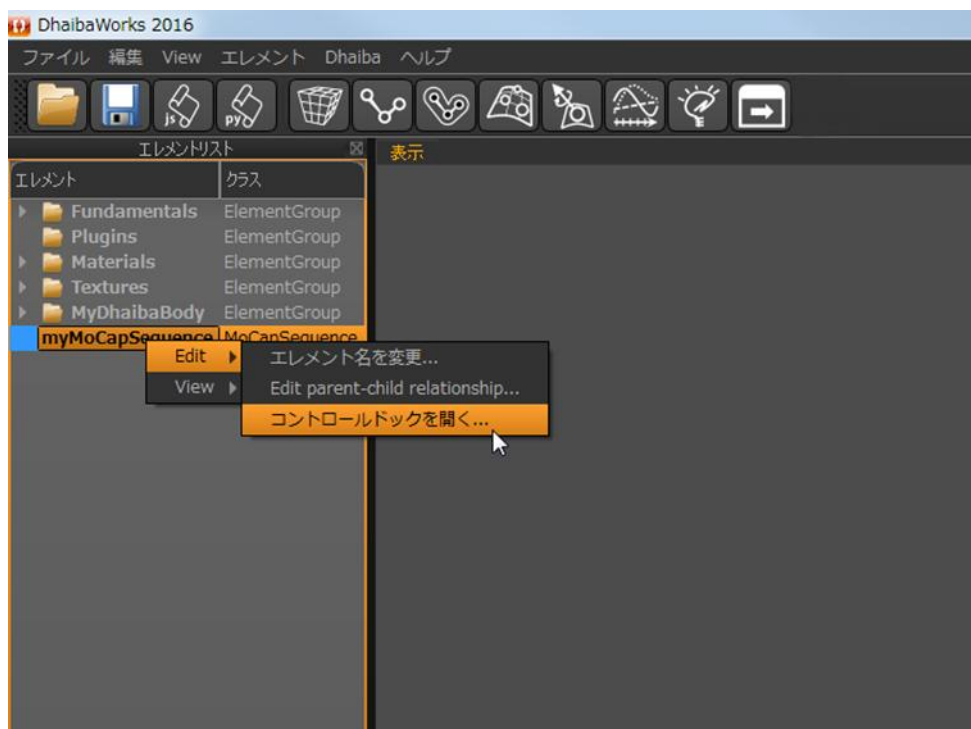 DhaibaWorks 2016
ファイル 編集 View エレメント Dhaiba ヘルプ
js py
エレメントリスト
表示
エレメント クラス
Fundamentals ElementGroup
Plugins ElementGroup
Materials ElementGroup
Textures ElementGroup
MyDhaibaBody ElementGroup
myMoCapSequence MoCapSequence
Edit エレメント名を変更...
View Edit parent-child relationship...
コントロールドックを開く...